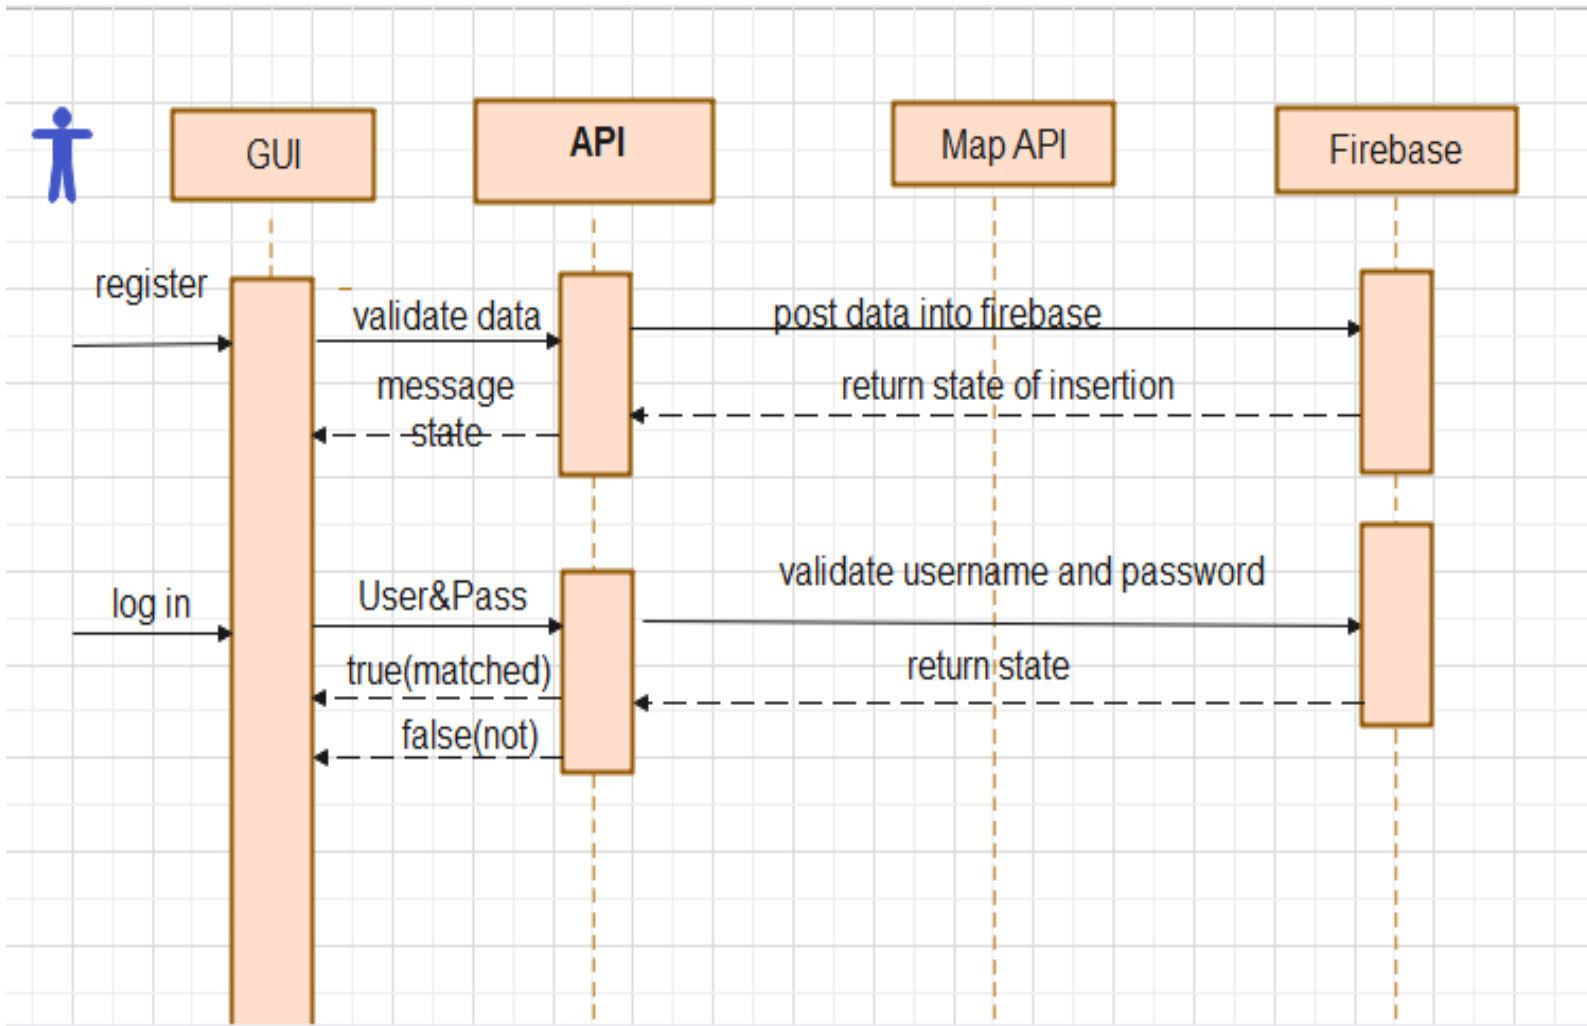 GUI
API
Map API
Firebase
register
validate data
post data into firebase
message
state
return state of insertion
log in
User&Pass
validate username and password
true(matched)
return state
false(not)